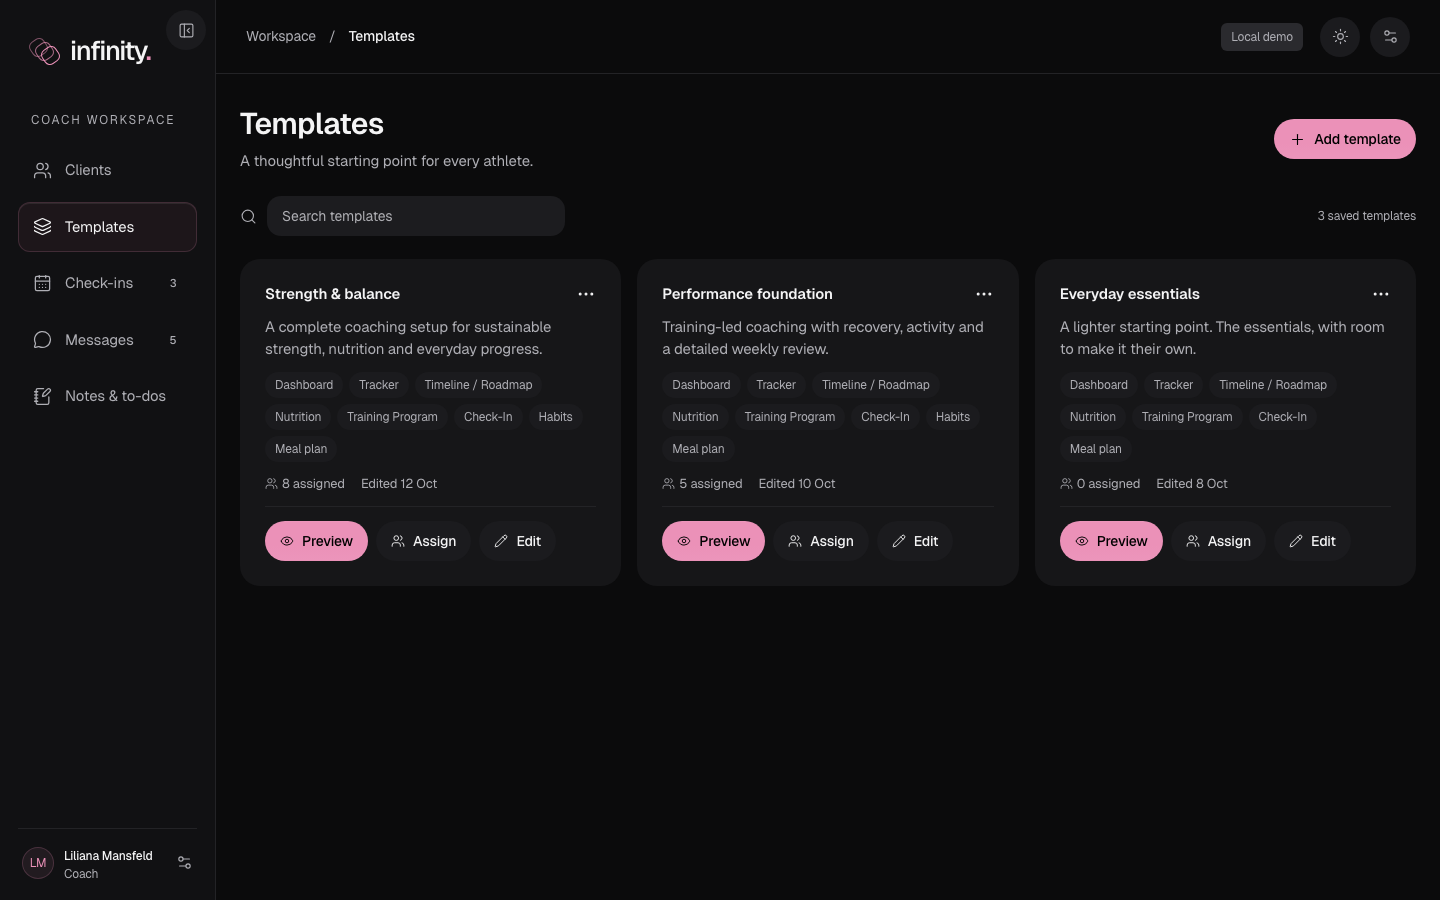 infinity.
COACH WORKSPACE
Clients
Templates
Check-ins 3
Messages 5
Notes & to-dos
LM
Liliana Mansfeld
Coach
Workspace / Templates
Local demo
Templates
A thoughtful starting point for every athlete.
Add template
Search templates
3 saved templates
Strength & balance
A complete coaching setup for sustainable
strength, nutrition and everyday progress.
Dashboard Tracker Timeline / Roadmap
Nutrition Training Program Check-In Habits
Meal plan
8 assigned Edited 12 Oct
Preview Assign Edit
Performance foundation
Training-led coaching with recovery, activity and
a detailed weekly review.
Dashboard Tracker Timeline / Roadmap
Nutrition Training Program Check-In Habits
Meal plan
5 assigned Edited 10 Oct
Preview Assign Edit
Everyday essentials
A lighter starting point. The essentials, with room
to make it their own.
Dashboard Tracker Timeline / Roadmap
Nutrition Training Program Check-In
Meal plan
0 assigned Edited 8 Oct
Preview Assign Edit